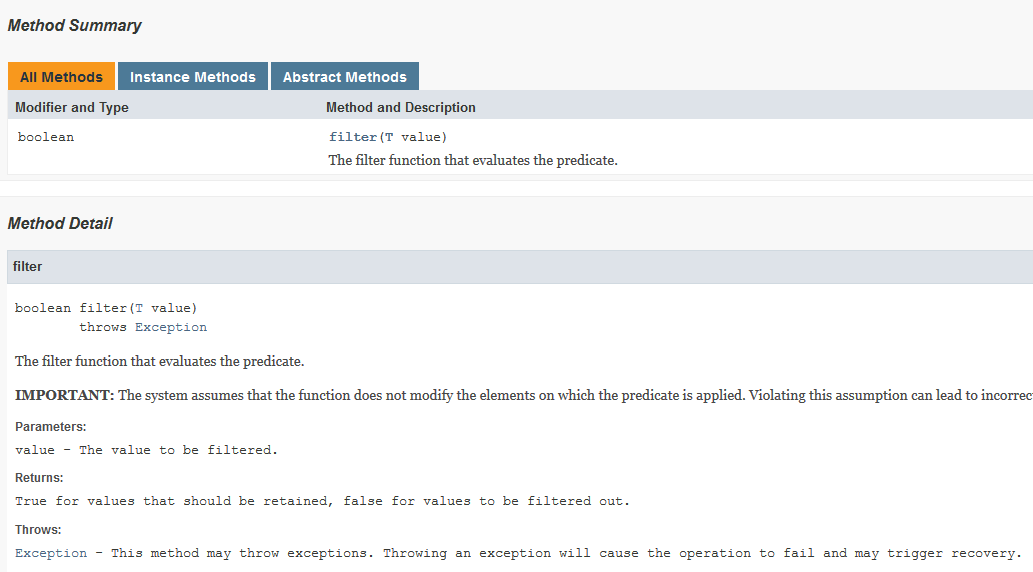 Method Summary
All Methods Instance Methods Abstract Methods
Modifier and Type Method and Description
boolean filter(T value)
The filter function that evaluates the predicate.
Method Detail
filter
boolean filter(T value)
throws Exception
The filter function that evaluates the predicate.
IMPORTANT: The system assumes that the function does not modify the elements on which the predicate is applied. Violating this assumption can lead to
Parameters:
value - The value to be filtered.
Returns:
True for values that should be retained, false for values to be filtered out.
Throws:
Exception - This method may throw exceptions. Throwing an exception will cause the operation to fail and may trigger recovery.